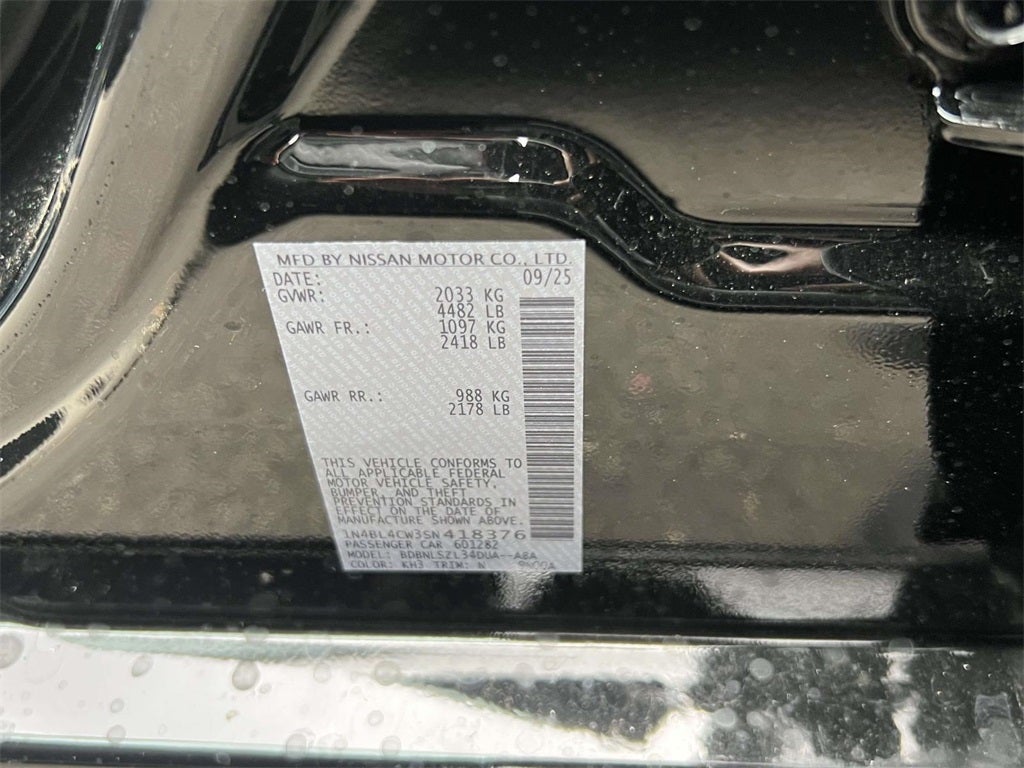 MFD BY NISSAN MOTOR CO., LTD.
DATE: 09/25
GVWR: 2033 KG
4482 LB
GAWR FR.: 1097 KG
2418 LB
GAWR RR.: 988 KG
2178 LB
THIS VEHICLE CONFORMS TO
ALL APPLICABLE FEDERAL
MOTOR VEHICLE SAFETY,
BUMPER, AND THEFT
PREVENTION STANDARDS IN
EFFECT ON THE DATE OF
MANUFACTURE SHOWN ABOVE.
1N4BL4CW3SN418376
PASSENGER CAR 601282
MODEL: BDBNLSZL34DUA--A8A
COLOR: KH3 TRIM: N